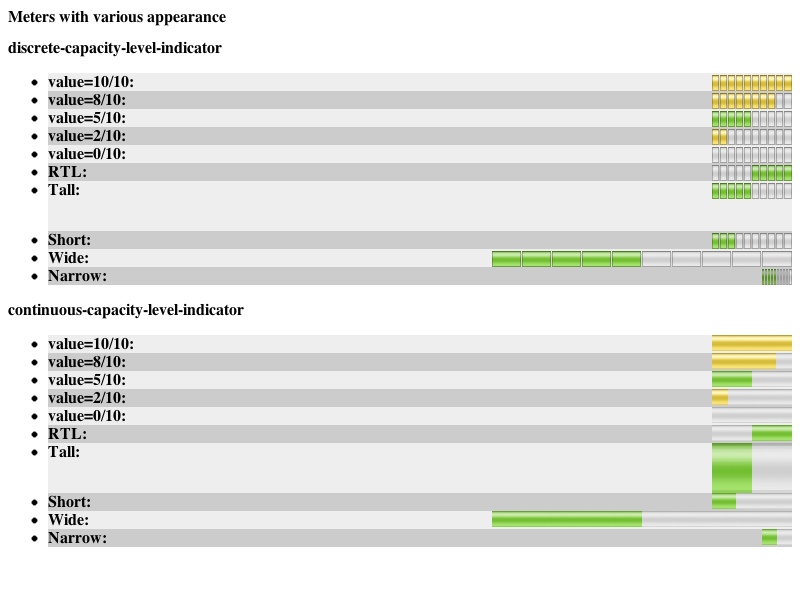 Meters with various appearance
discrete-capacity-level-indicator
value=10/10:
value=8/10:
value=5/10:
value=2/10:
value=0/10:
RTL:
Tall:
Short:
Wide:
Narrow:
continuous-capacity-level-indicator
value=10/10:
value=8/10:
value=5/10:
value=2/10:
value=0/10:
RTL:
Tall:
Short:
Wide:
Narrow: